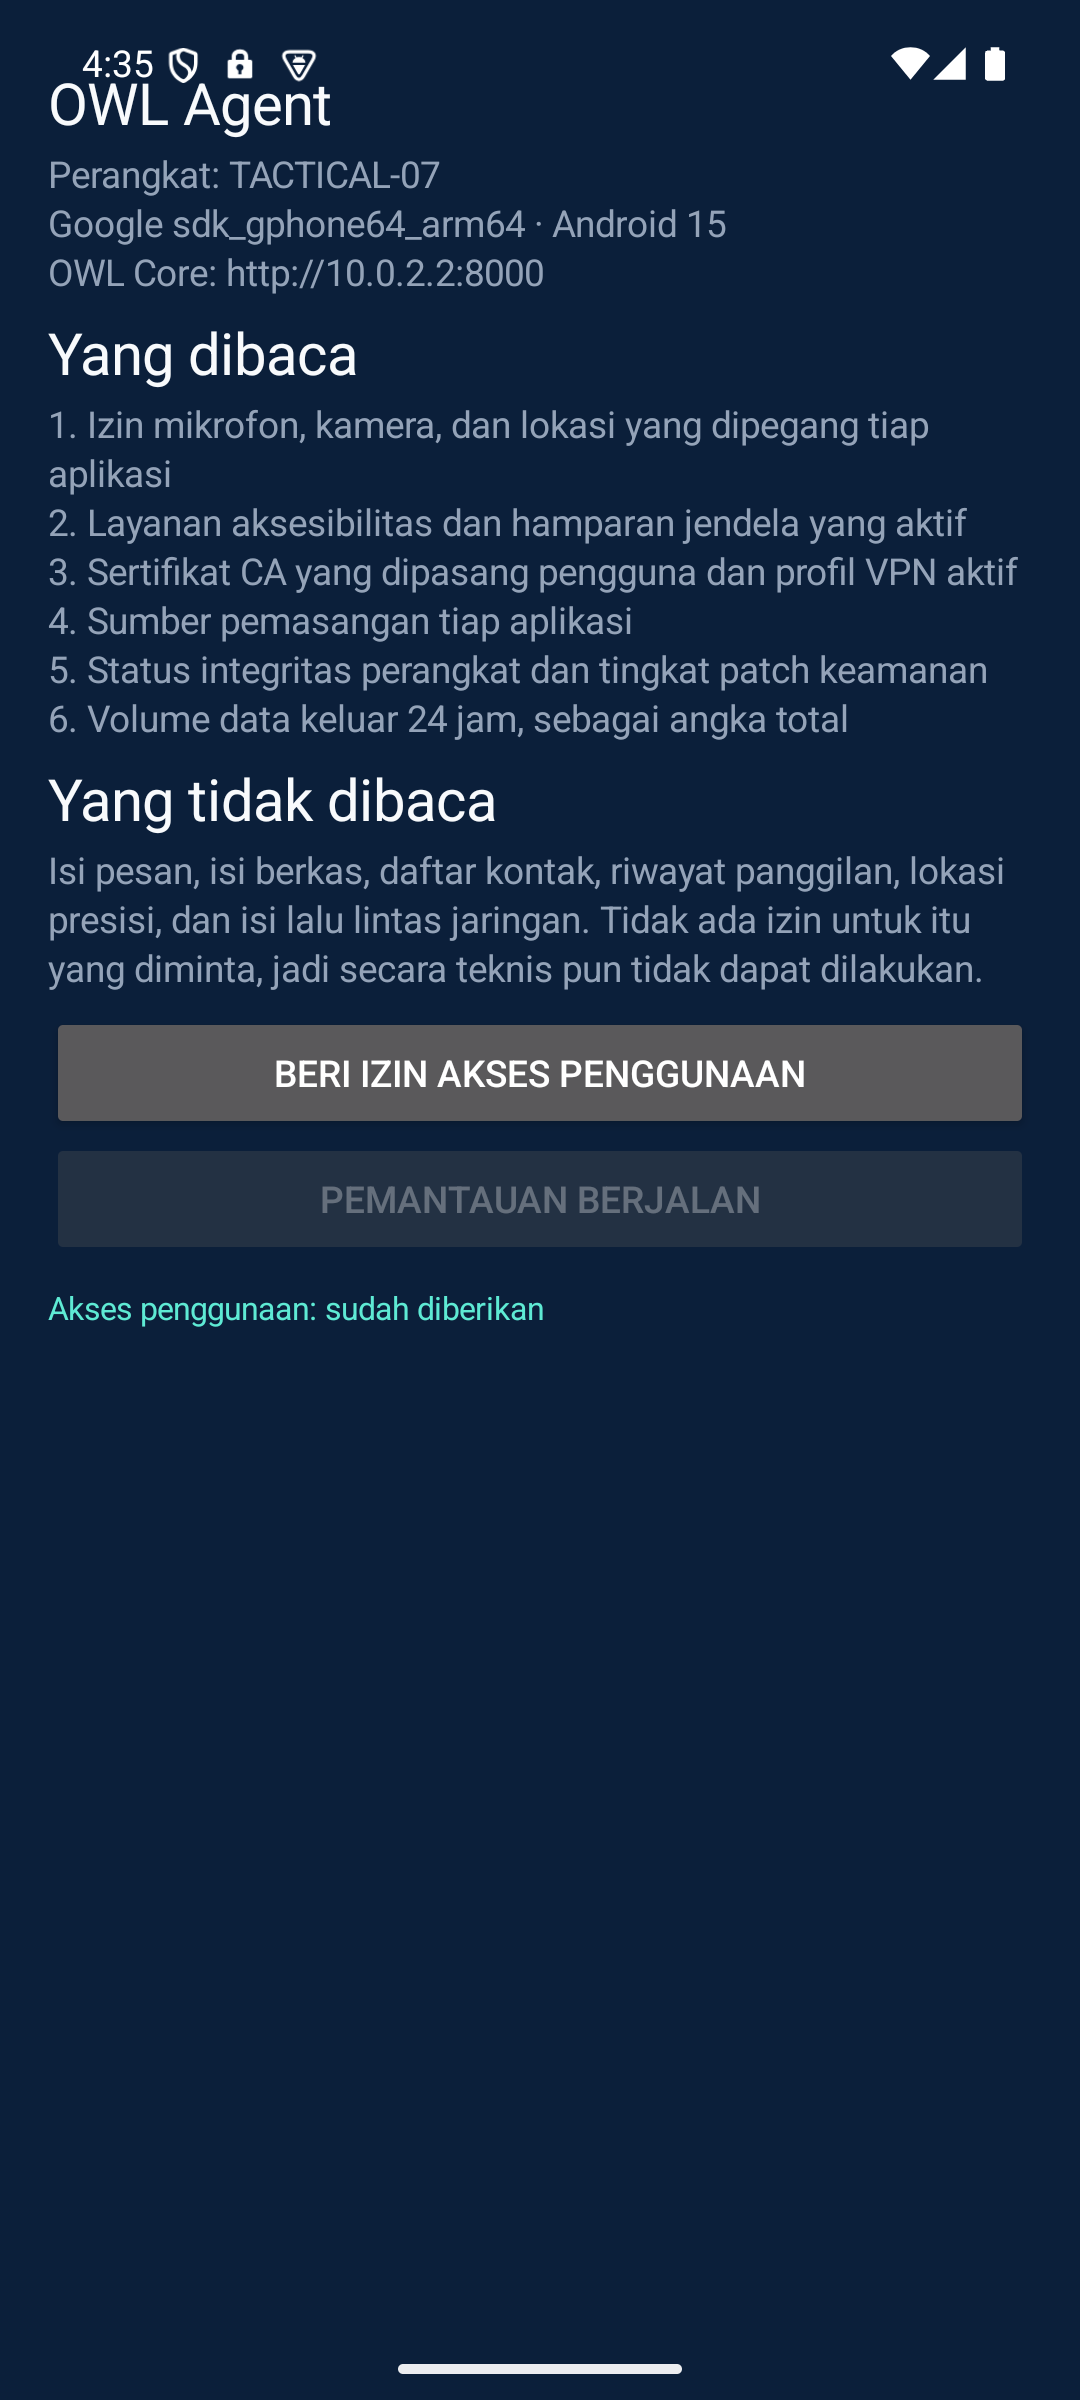 4:35
OWL Agent
Perangkat: TACTICAL-07
Google sdk_gphone64_arm64 · Android 15
OWL Core: http://10.0.2.2:8000
Yang dibaca
1. Izin mikrofon, kamera, dan lokasi yang dipegang tiap
aplikasi
2. Layanan aksesibilitas dan hamparan jendela yang aktif
3. Sertifikat CA yang dipasang pengguna dan profil VPN aktif
4. Sumber pemasangan tiap aplikasi
5. Status integritas perangkat dan tingkat patch keamanan
6. Volume data keluar 24 jam, sebagai angka total
Yang tidak dibaca
Isi pesan, isi berkas, daftar kontak, riwayat panggilan, lokasi
presisi, dan isi lalu lintas jaringan. Tidak ada izin untuk itu
yang diminta, jadi secara teknis pun tidak dapat dilakukan.
BERI IZIN AKSES PENGGUNAAN
PEMANTAUAN BERJALAN
Akses penggunaan: sudah diberikan